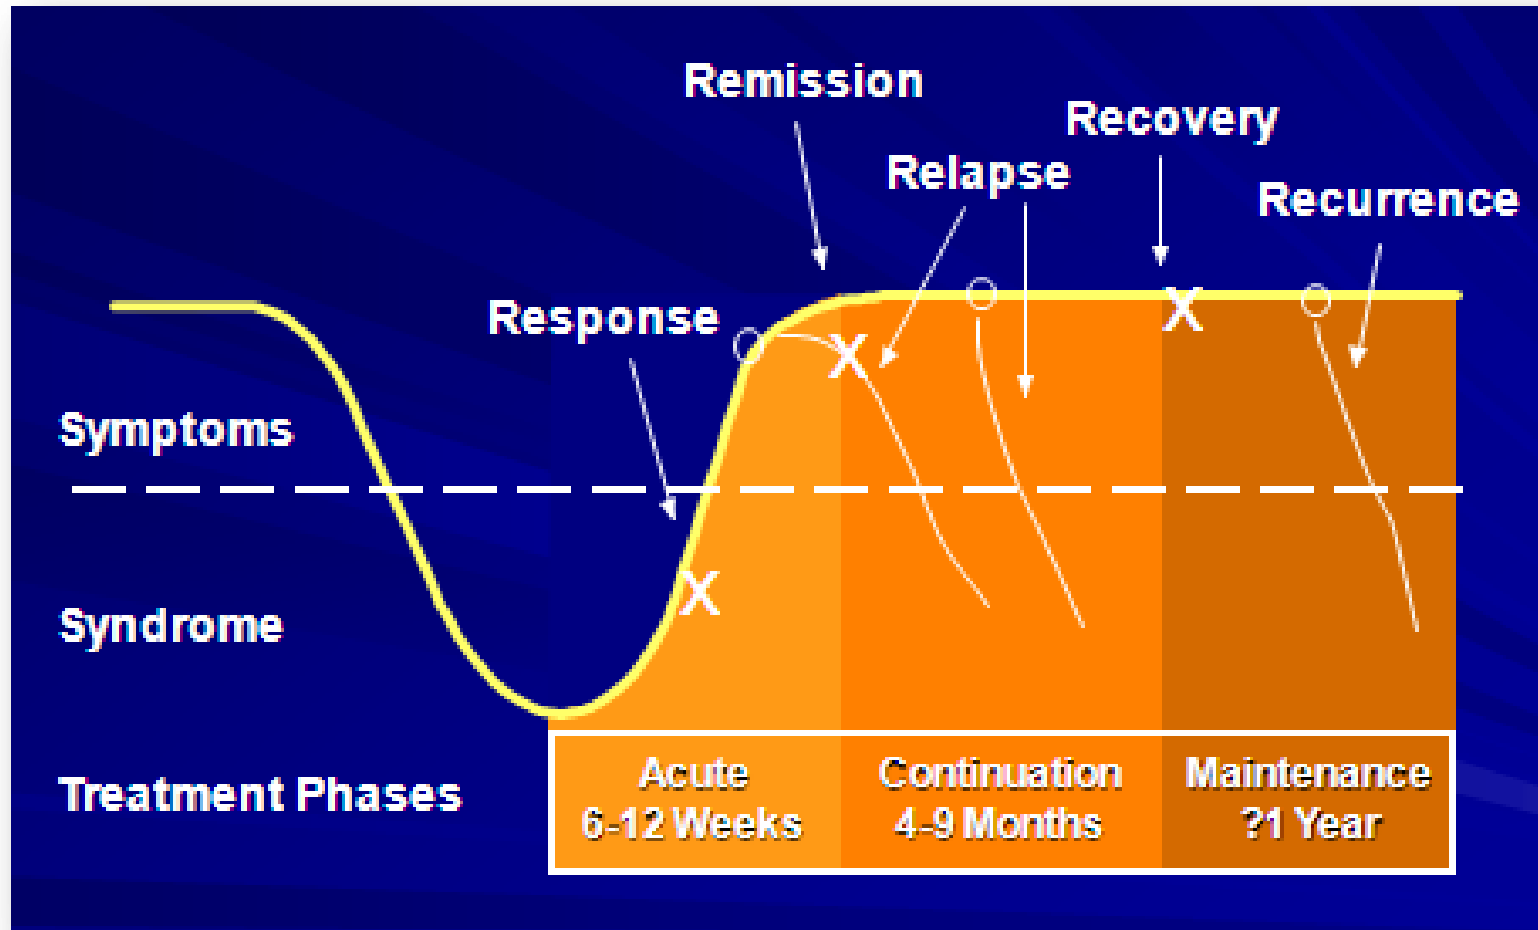 Remission
Recovery
Relapse
Recurrence
Response
X
X
X
Symptoms
Syndrome
Treatment Phases
Acute
6-12 Weeks
Continuation
4-9 Months
Maintenance
?1 Year